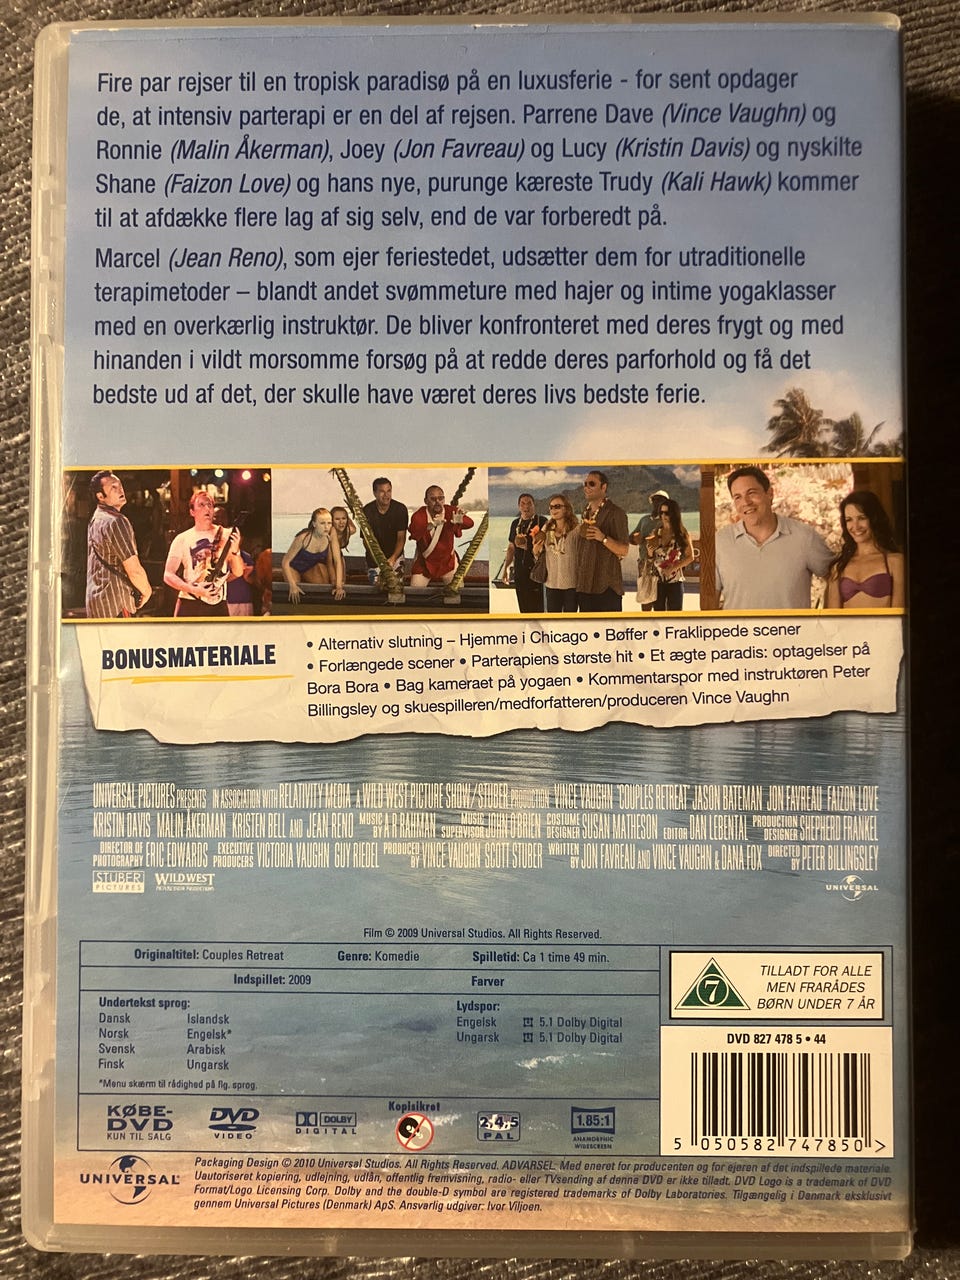 Fire par rejser til en tropisk paradisø på en luxusferie - for sent opdager
de, at intensiv parterapi er en del af rejsen. Parrene Dave (Vince Vaughn) og
Ronnie (Malin Åkerman), Joey (Jon Favreau) og Lucy (Kristin Davis) og nyskilte
Shane (Faizon Love) og hans nye, purunge kæreste Trudy (Kali Hawk) kommer
til at afdække flere lag af sig selv, end de var forberedt på.
Marcel (Jean Reno), som ejer feriestedet, udsætter dem for utraditionelle
terapimetoder – blandt andet svømmeture med hajer og intime yogaklasser
med en overkærlig instruktør. De bliver konfronteret med deres frygt og med
hinanden i vildt morsomme forsøg på at redde deres parforhold og få det
bedste ud af det, der skulle have været deres livs bedste ferie.
BONUSMATERIALE
• Alternativ slutning – Hjemme i Chicago • Bøffer • Fraklippede scener
• Forlængede scener • Parterapiens største hit • Et ægte paradis: optagelser på
Bora Bora • Bag kameraet på yogaen • Kommentarspor med instruktøren Peter
Billingsley og skuespilleren/medforfatteren/produceren Vince Vaughn
UNIVERSAL PICTURES PRESENTS IN ASSOCIATION WITH RELATIVITY MEDIA A WILD WEST PICTURE SHOW/STUBER PRODUCTION VINCE VAUGHN "COUPLES RETREAT" JASON BATEMAN JON FAVREAU FAIZON LOVE
KRISTIN DAVIS MALIN ÅKERMAN KRISTEN BELL AND JEAN RENO MUSIC BY A R RAHMAN MUSIC SUPERVISOR JOHN O'BRIEN COSTUME DESIGNER SUSAN MATHESON EDITOR DAN LEBENTAL PRODUCTION DESIGNER SHEPHERD FRANKEL
DIRECTOR OF PHOTOGRAPHY ERIC EDWARDS EXECUTIVE PRODUCERS VICTORIA VAUGHN GUY RIEDEL PRODUCED BY VINCE VAUGHN SCOTT STUBER WRITTEN BY JON FAVREAU AND VINCE VAUGHN & DANA FOX DIRECTED BY PETER BILLINGSLEY
STUBER PICTURES WILD WEST PICTURE SHOW PRODUCTIONS UNIVERSAL
Film © 2009 Universal Studios. All Rights Reserved.
Originaltitel: Couples Retreat Genre: Komedie Spilletid: Ca 1 time 49 min.
Indspillet: 2009 Farver
Undertekst sprog:
Dansk Islandsk
Norsk Engelsk*
Svensk Arabisk
Finsk Ungarsk
*Menu skærm til rådighed på flg. sprog.
Lydspor:
Engelsk 5.1 Dolby Digital
Ungarsk 5.1 Dolby Digital
7
TILLADT FOR ALLE
MEN FRARÅDES
BØRN UNDER 7 ÅR
DVD 827 478 5 • 44
5 050582 747850 >
KØBE-
DVD
KUN TIL SALG
DVD
VIDEO
DOLBY
DIGITAL
Kopisikret
2,4,5
PAL
1.85:1
ANAMORPHIC
WIDESCREEN
UNIVERSAL
Packaging Design © 2010 Universal Studios. All Rights Reserved. ADVARSEL. Med eneret for producenten og for ejeren af det indspillede materiale.
Uautoriseret kopiering, udlejning, udlån, offentlig fremvisning, radio- eller TVsending af denne DVD er ikke tilladt. DVD Logo is a trademark of DVD
Format/Logo Licensing Corp. Dolby and the double-D symbol are registered trademarks of Dolby Laboratories. Tilgængelig i Danmark eksklusivt
gennem Universal Pictures (Denmark) ApS. Ansvarlig udgiver: Ivor Viljoen.